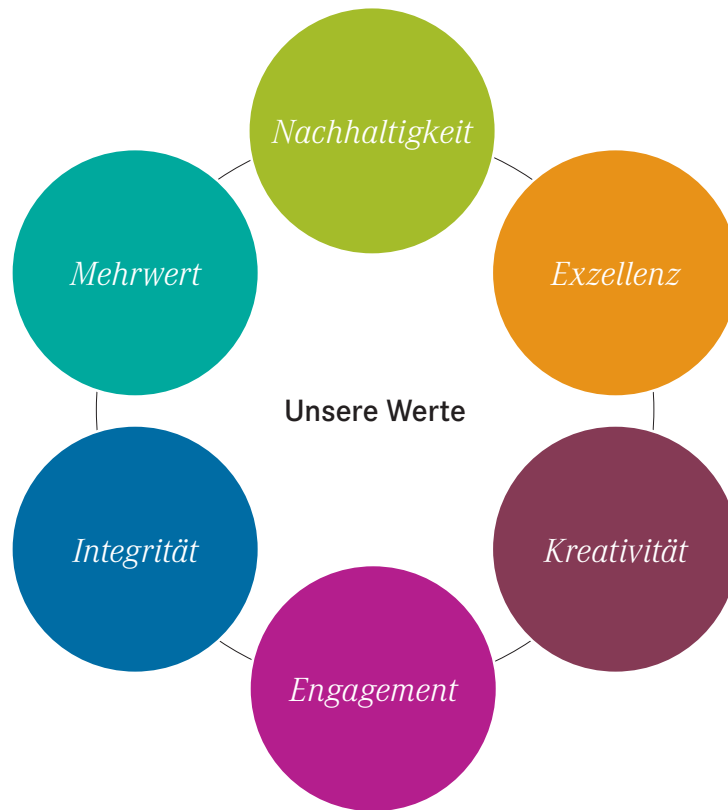 Nachhaltigkeit
Mehrwert
Exzellenz
Unsere Werte
Integrität
Kreativität
Engagement